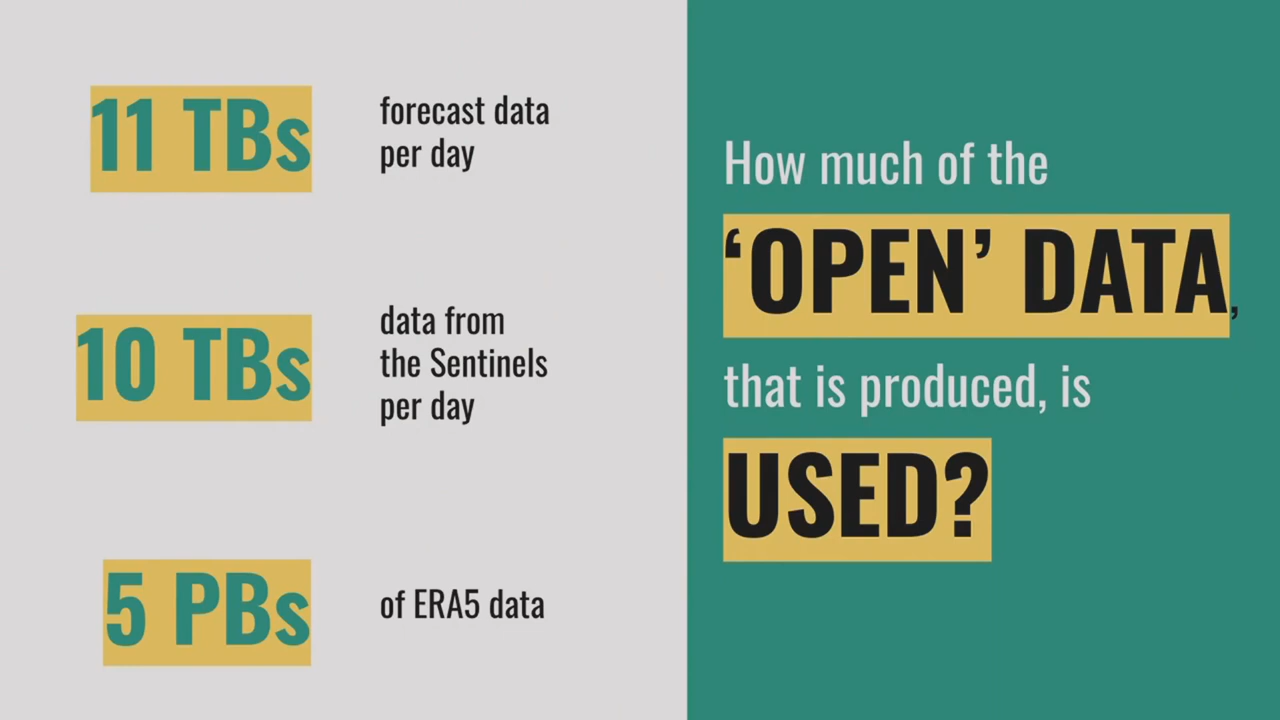 11 TBs
forecast data
per day
10 TBs
data from
the Sentinels
per day
5 PBs
of ERA5 data
How much of the
‘OPEN’ DATA,
that is produced, is
USED?